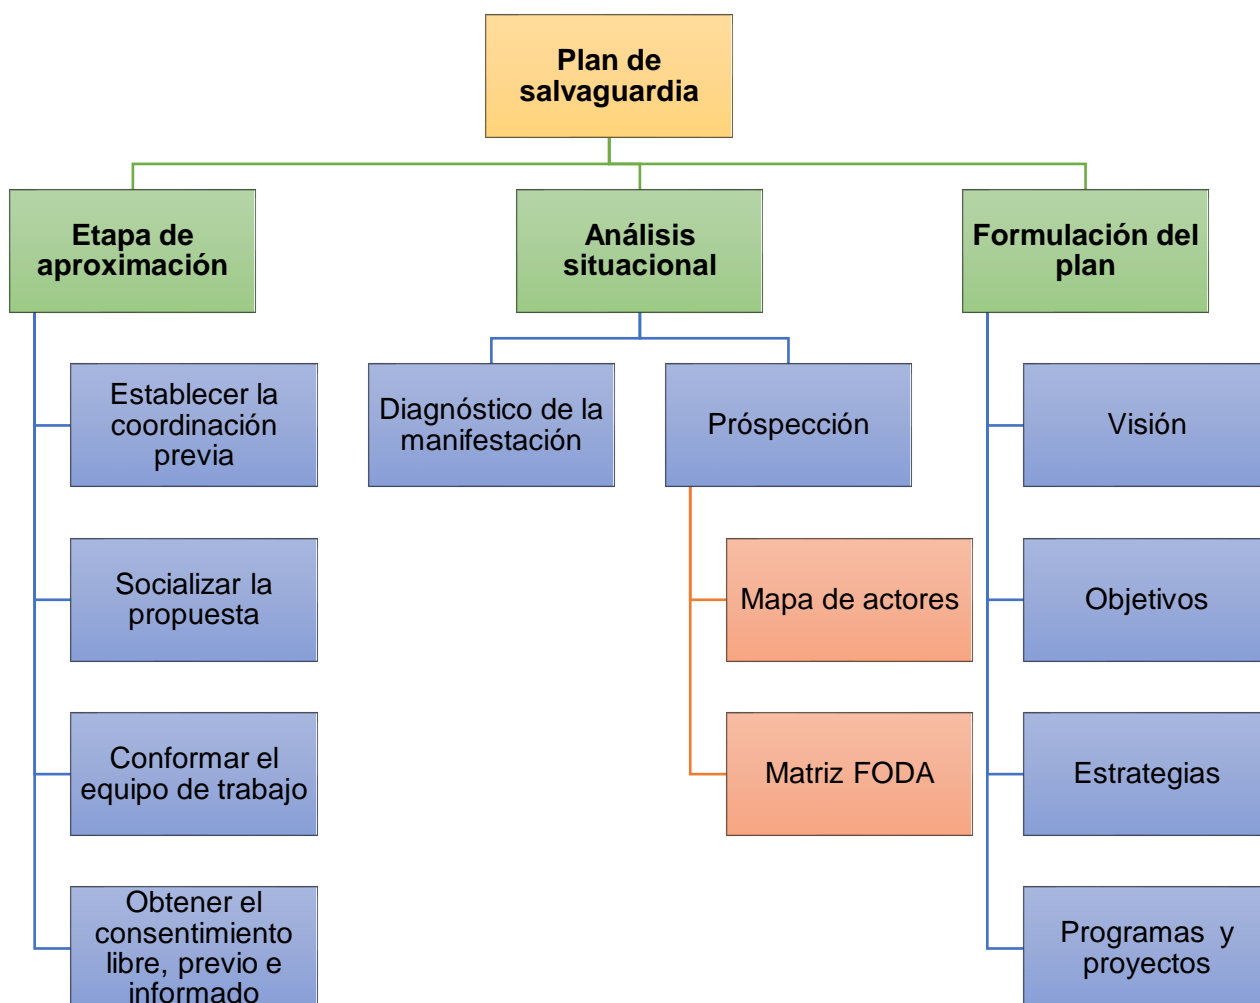 Plan de
salvaguardia
Etapa de
aproximación
Análisis
situacional
Formulación del
plan
Establecer la
coordinación
previa
Diagnóstico de la
manifestación
Próspección
Visión
Socializar la
propuesta
Mapa de actores
Objetivos
Conformar el
equipo de trabajo
Matriz FODA
Estrategias
Obtener el
consentimiento
libre, previo e
informado
Programas y
proyectos